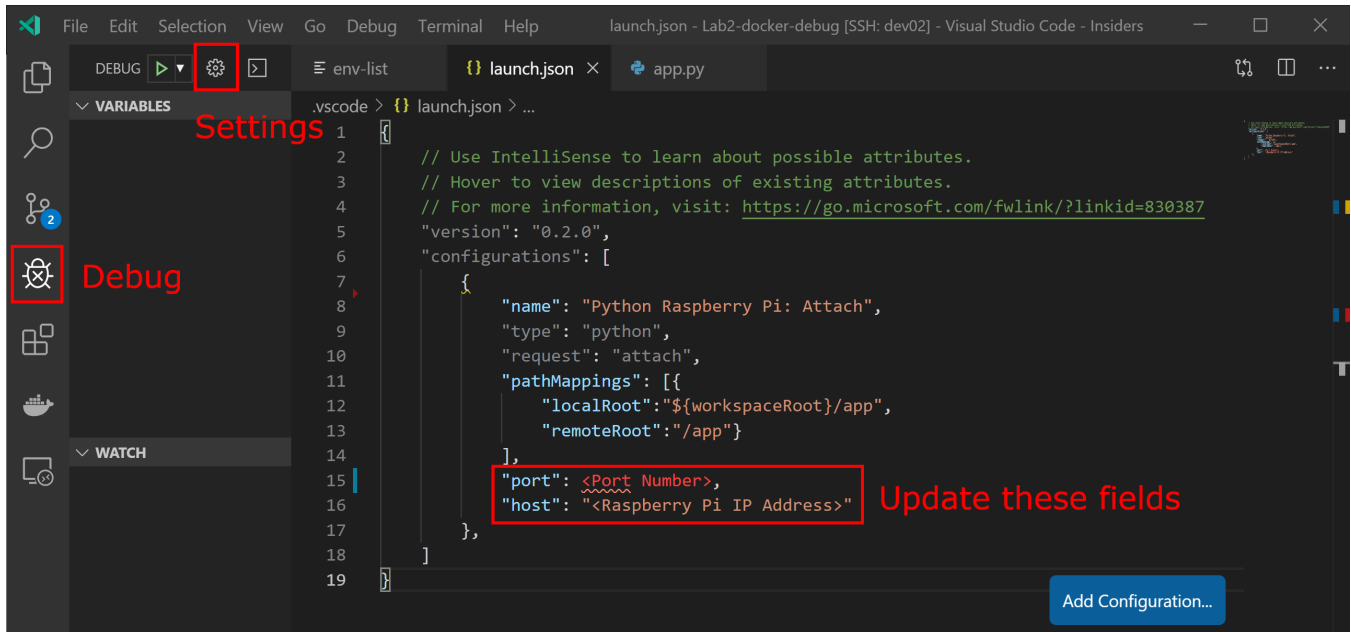 File Edit Selection View Go Debug Terminal Help launch.json - Lab2-docker-debug [SSH: dev02] - Visual Studio Code - Insiders
DEBUG
env-list
{} launch.json
app.py
VARIABLES
Settings
.vscode > {} launch.json > ...
1 {
2 // Use IntelliSense to learn about possible attributes.
3 // Hover to view descriptions of existing attributes.
4 // For more information, visit: https://go.microsoft.com/fwlink/?linkid=830387
5 "version": "0.2.0",
6 "configurations": [
7 {
8 "name": "Python Raspberry Pi: Attach",
9 "type": "python",
10 "request": "attach",
11 "pathMappings": [{
12 "localRoot":"${workspaceRoot}/app",
13 "remoteRoot":"/app"}
14 ],
15 "port": <Port Number>,
16 "host": "<Raspberry Pi IP Address>"
17 },
18 ]
19 }
2
Debug
WATCH
Update these fields
Add Configuration...